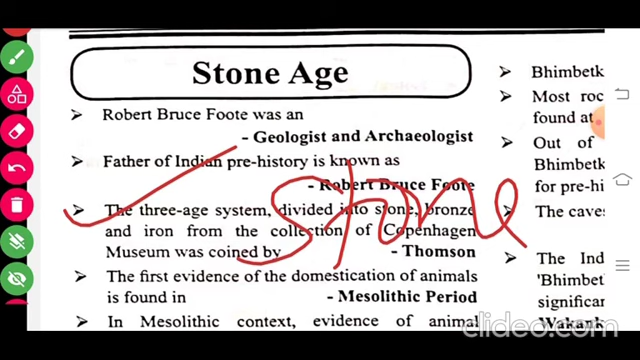 Stone Age
Robert Bruce Foote was an
- Geologist and Archaeologist
Father of Indian pre-history is known as
- Robert Bruce Foote
The three-age system, divided into stone, bronze
and iron from the collection of Copenhagen
Museum was coined by - Thomson
The first evidence of the domestication of animals
is found in - Mesolithic Period
In Mesolithic context, evidence of animal
Stone
Bhimbetk
Most roc
found at
Out of
Bhimbetk
for pre-hi
The caves
The Ind
'Bhimbet
significan
Wakank
elideo.com